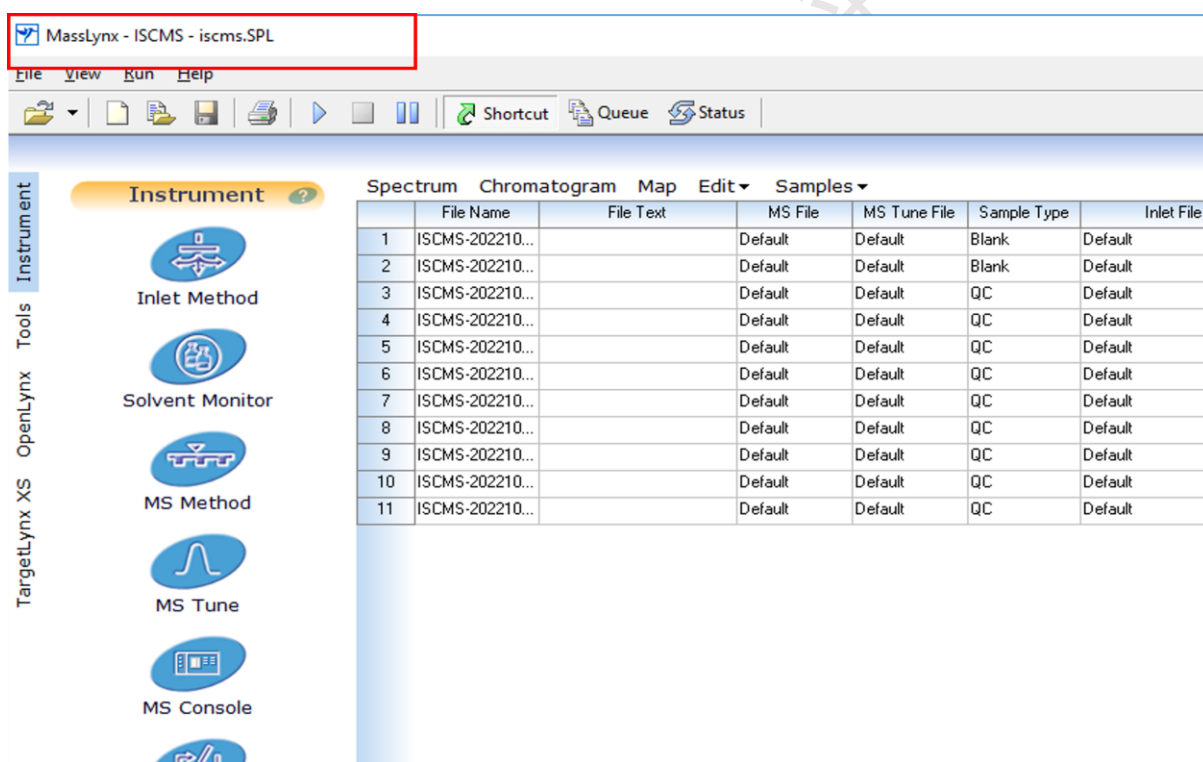 MassLynx - ISCMS - iscms.SPL
File View Run Help
Shortcut Queue Status
Instrument
Tools
OpenLynx
TargetLynx XS
Instrument ?
Inlet Method
Solvent Monitor
MS Method
MS Tune
MS Console
Spectrum Chromatogram Map Edit Samples
File Name File Text MS File MS Tune File Sample Type Inlet File
1 ISCMS-202210... Default Default Blank Default
2 ISCMS-202210... Default Default Blank Default
3 ISCMS-202210... Default Default QC Default
4 ISCMS-202210... Default Default QC Default
5 ISCMS-202210... Default Default QC Default
6 ISCMS-202210... Default Default QC Default
7 ISCMS-202210... Default Default QC Default
8 ISCMS-202210... Default Default QC Default
9 ISCMS-202210... Default Default QC Default
10 ISCMS-202210... Default Default QC Default
11 ISCMS-202210... Default Default QC Default